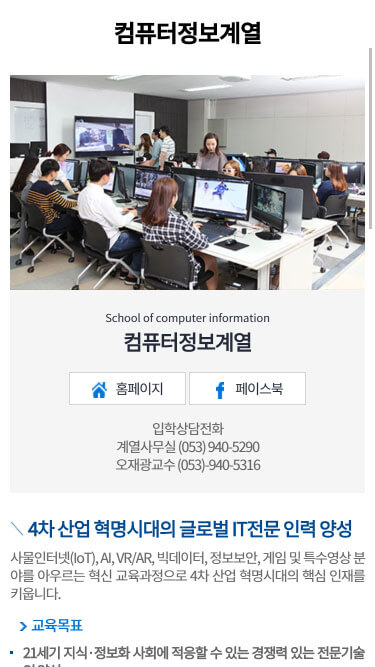 컴퓨터정보계열
School of computer information
컴퓨터정보계열
홈페이지
페이스북
입학상담전화
계열사무실 (053) 940-5290
오재광교수 (053)-940-5316
4차 산업 혁명시대의 글로벌 IT전문 인력 양성
사물인터넷(IoT), AI, VR/AR, 빅데이터, 정보보안, 게임 및 특수영상 분
야를 아우르는 혁신 교육과정으로 4차 산업 혁명시대의 핵심 인재를
키웁니다.
교육목표
21세기 지식·정보화 사회에 적응할 수 있는 경쟁력 있는 전문기술